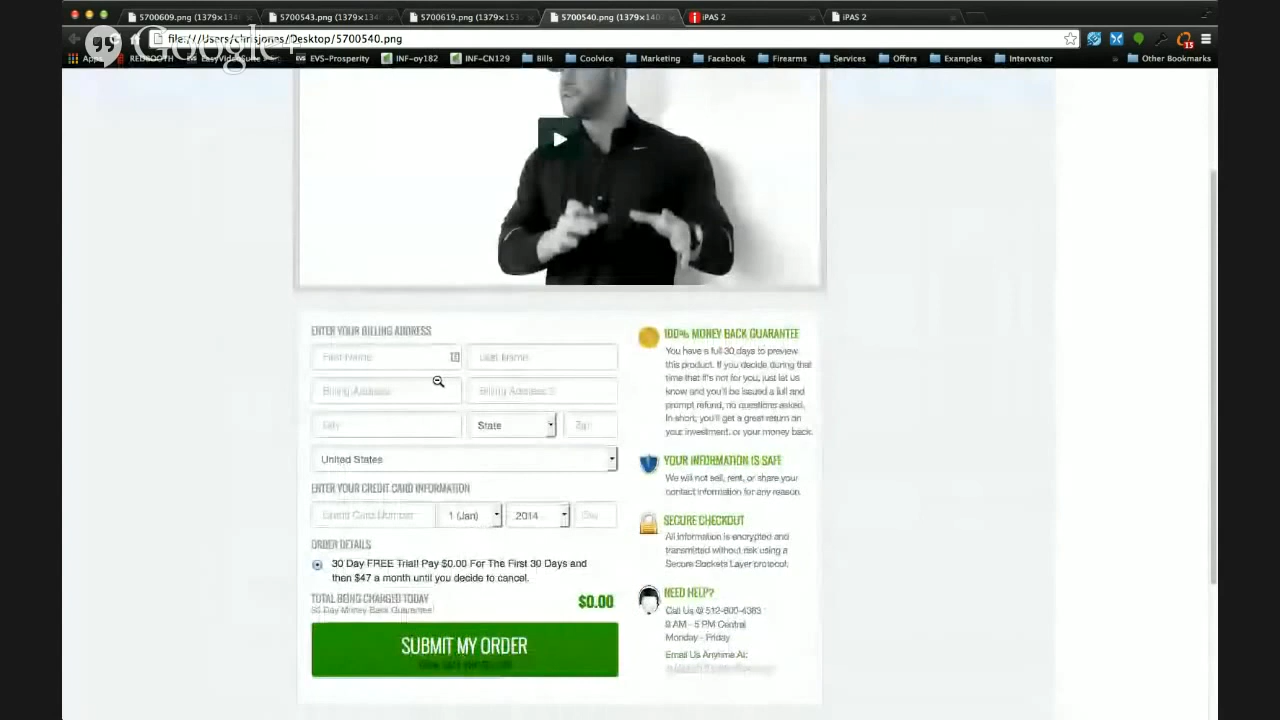 5700609.png (1379×134
5700543.png (1379×134
5700619.png (1379×153
5700540.png (1379×140
iPAS 2
iPAS 2
Google+
file:///Users/chrisjones/Desktop/5700540.png
Apps
REDBOOTH
EasyVideoSuite
EVS-Prosperity
INF-oy182
INF-CN129
Bills
Coolvice
Marketing
Facebook
Firearms
Services
Offers
Examples
Intervestor
Other Bookmarks
15
ENTER YOUR BILLING ADDRESS
First Name
Last Name
Billing Address
Billing Address 2
City
State
Zip
United States
ENTER YOUR CREDIT CARD INFORMATION
Credit Card Number
1 (Jan)
2014
ORDER DETAILS
30 Day FREE Trial! Pay $0.00 For The First 30 Days and
then $47 a month until you decide to cancel.
TOTAL BEING CHARGED TODAY
$0.00
30 Day Money Back Guarantee!
SUBMIT MY ORDER
100% MONEY BACK GUARANTEE
You have a full 30 days to preview
this product. If you decide during that
time that it's not for you, just let us
know and you'll be issued a full and
prompt refund, no questions asked.
In short, you'll get a great return on
your investment, or your money back.
YOUR INFORMATION IS SAFE
We will not sell, rent, or share your
contact information for any reason.
SECURE CHECKOUT
All information is encrypted and
transmitted without risk using a
Secure Sockets Layer protocol.
NEED HELP?
Call Us @ 512-600-4363
9 AM - 5 PM Central
Monday - Friday
Email Us Anytime At: